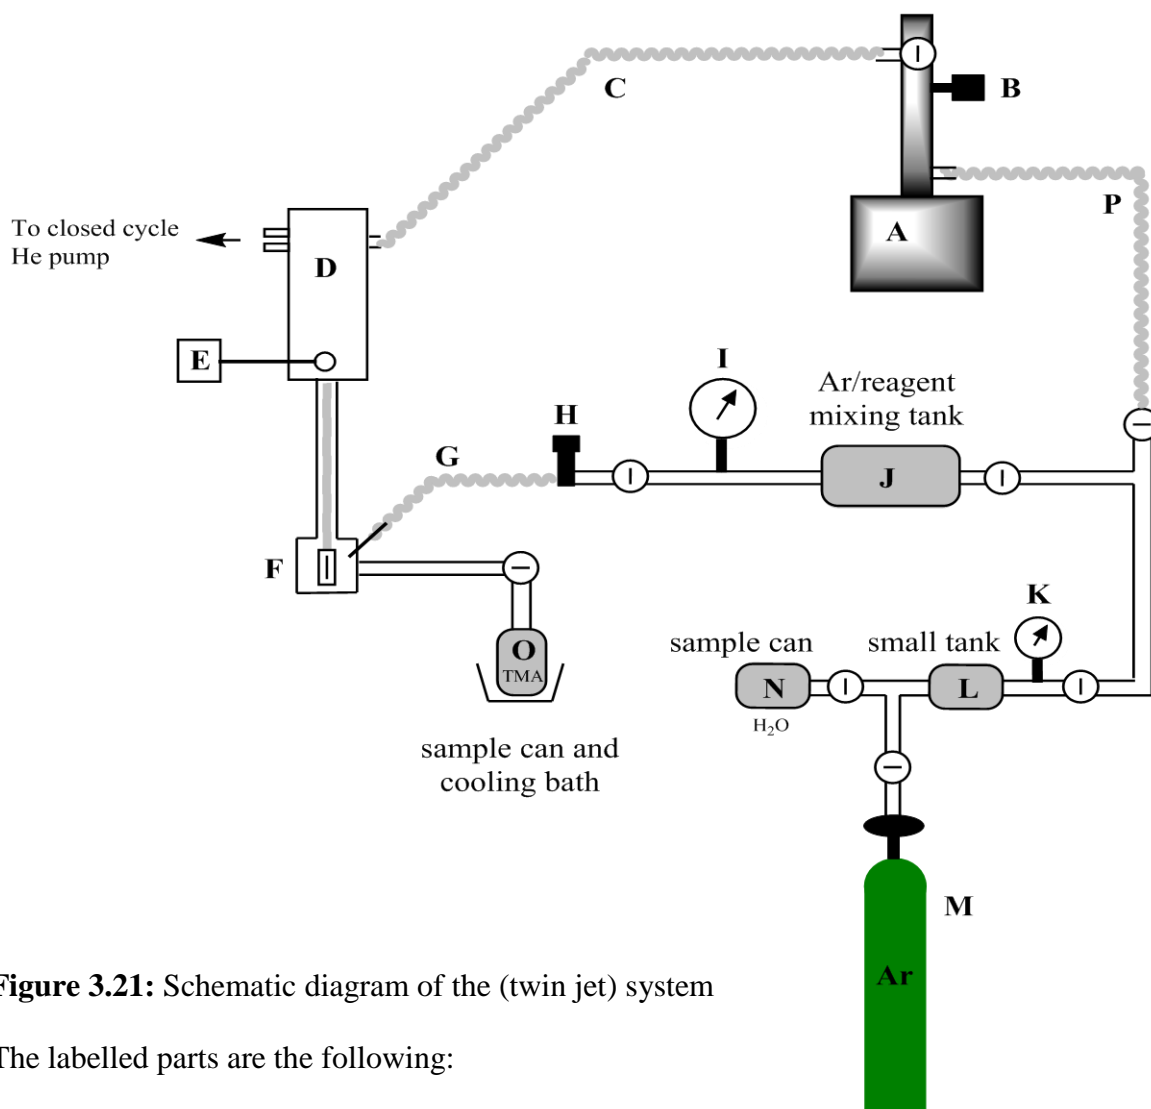 C
B
P
A
To closed cycle
He pump
D
E
I
Ar/reagent
mixing tank
H
G
J
F
K
sample can
small tank
O
TMA
N
L
H₂O
sample can and
cooling bath
M
Ar
Figure 3.21: Schematic diagram of the (twin jet) system
The labelled parts are the following: